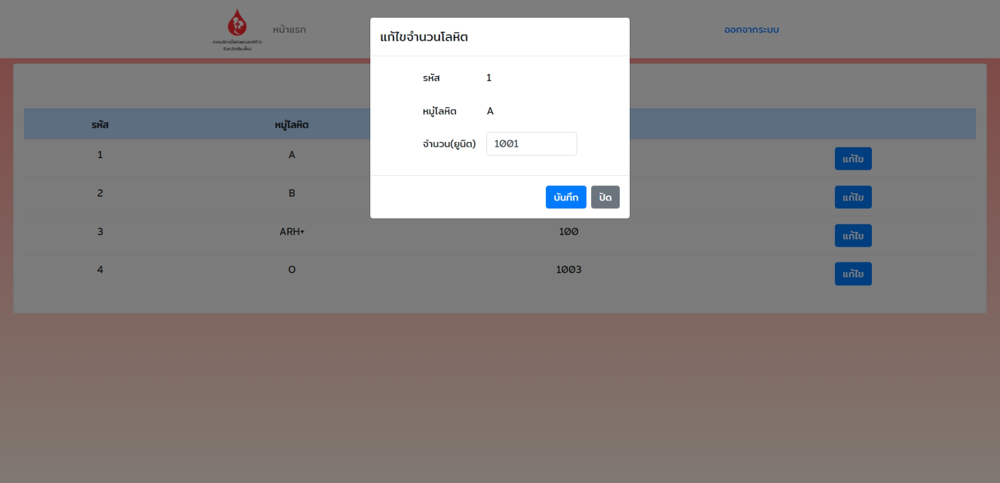 ภาคบริการโลหิตแห่งชาติที่ 10
จังหวัดเชียงใหม่
หน้าแรก
ออกจากระบบ
แก้ไขจำนวนโลหิต
รหัส 1
หมู่โลหิต A
จำนวน(ยูนิต) 1001
บันทึก ปิด
รหัส หมู่โลหิต
1 A แก้ไข
2 B แก้ไข
3 ARH+ 100 แก้ไข
4 O 1003 แก้ไข